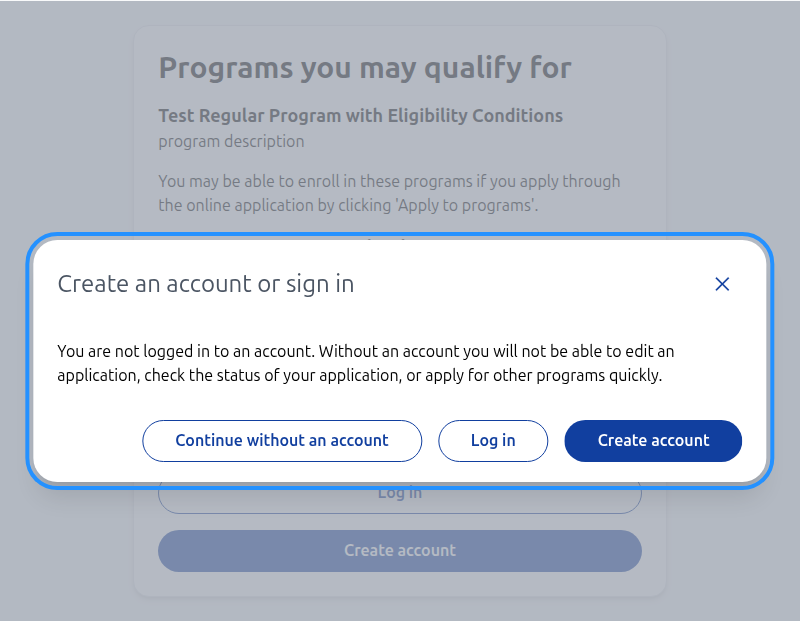 Programs you may qualify for
Test Regular Program with Eligibility Conditions
program description
You may be able to enroll in these programs if you apply through
the online application by clicking 'Apply to programs'.
Create an account or sign in
You are not logged in to an account. Without an account you will not be able to edit an
application, check the status of your application, or apply for other programs quickly.
Continue without an account
Log in
Create account
Log in
Create account